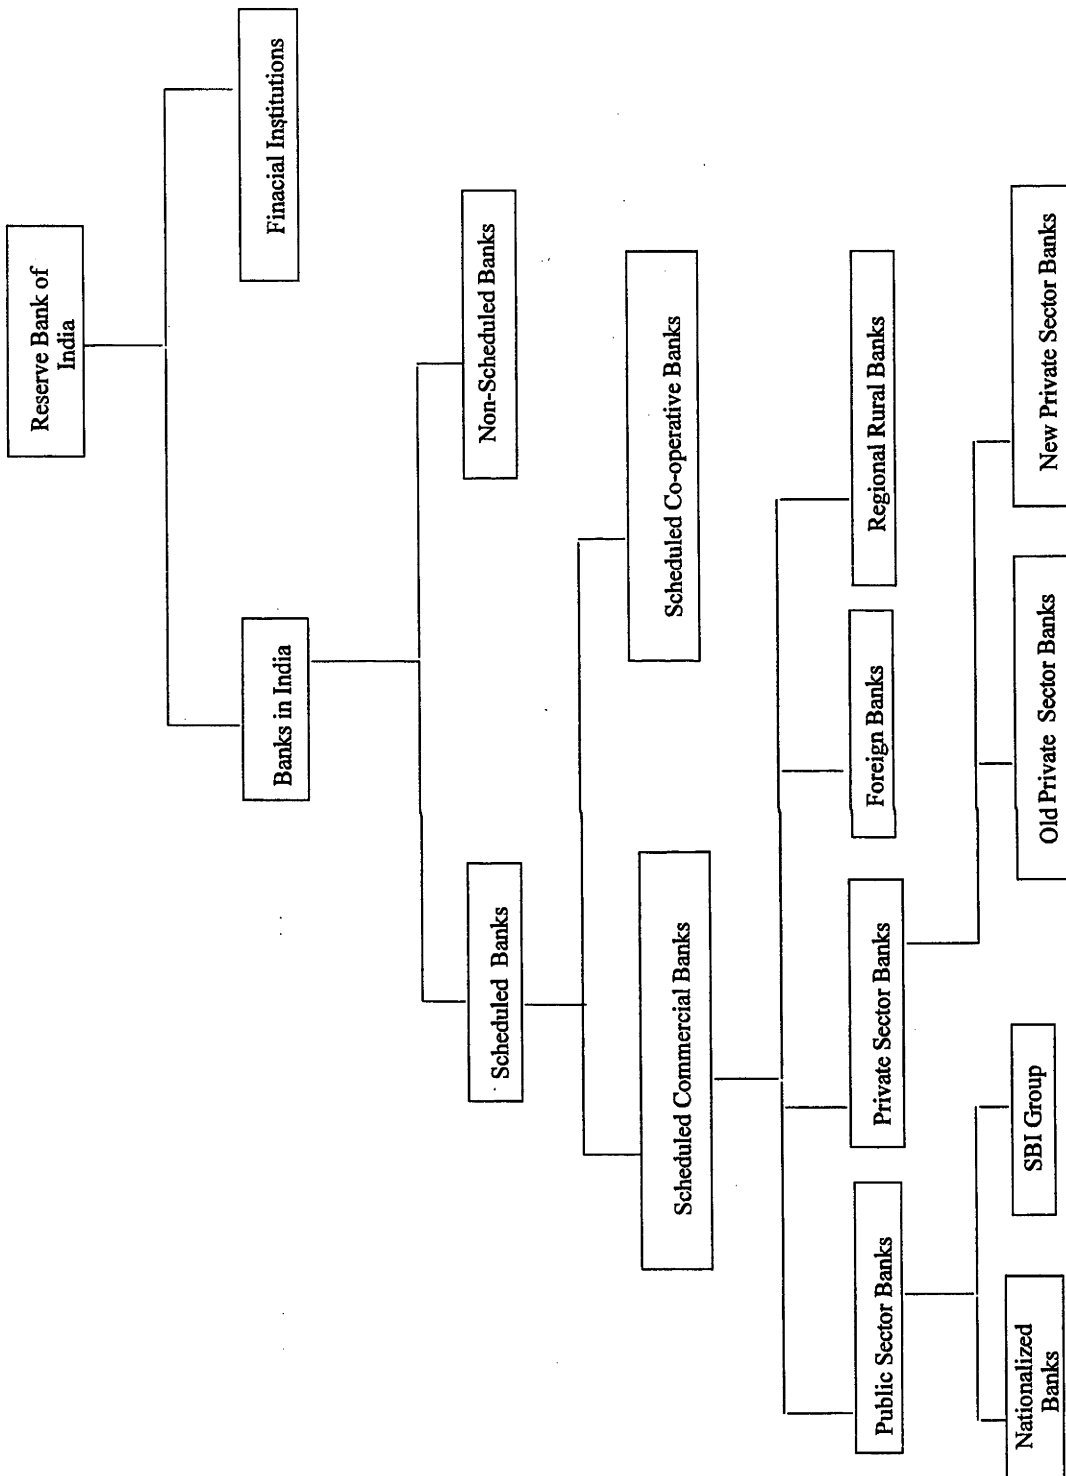 Reserve Bank of
India
Banks in India
Finacial Institutions
Scheduled Banks
Non-Scheduled Banks
Scheduled Commercial Banks
Scheduled Co-operative Banks
Public Sector Banks
Private Sector Banks
Foreign Banks
Regional Rural Banks
Nationalized
Banks
SBI Group
Old Private Sector Banks
New Private Sector Banks